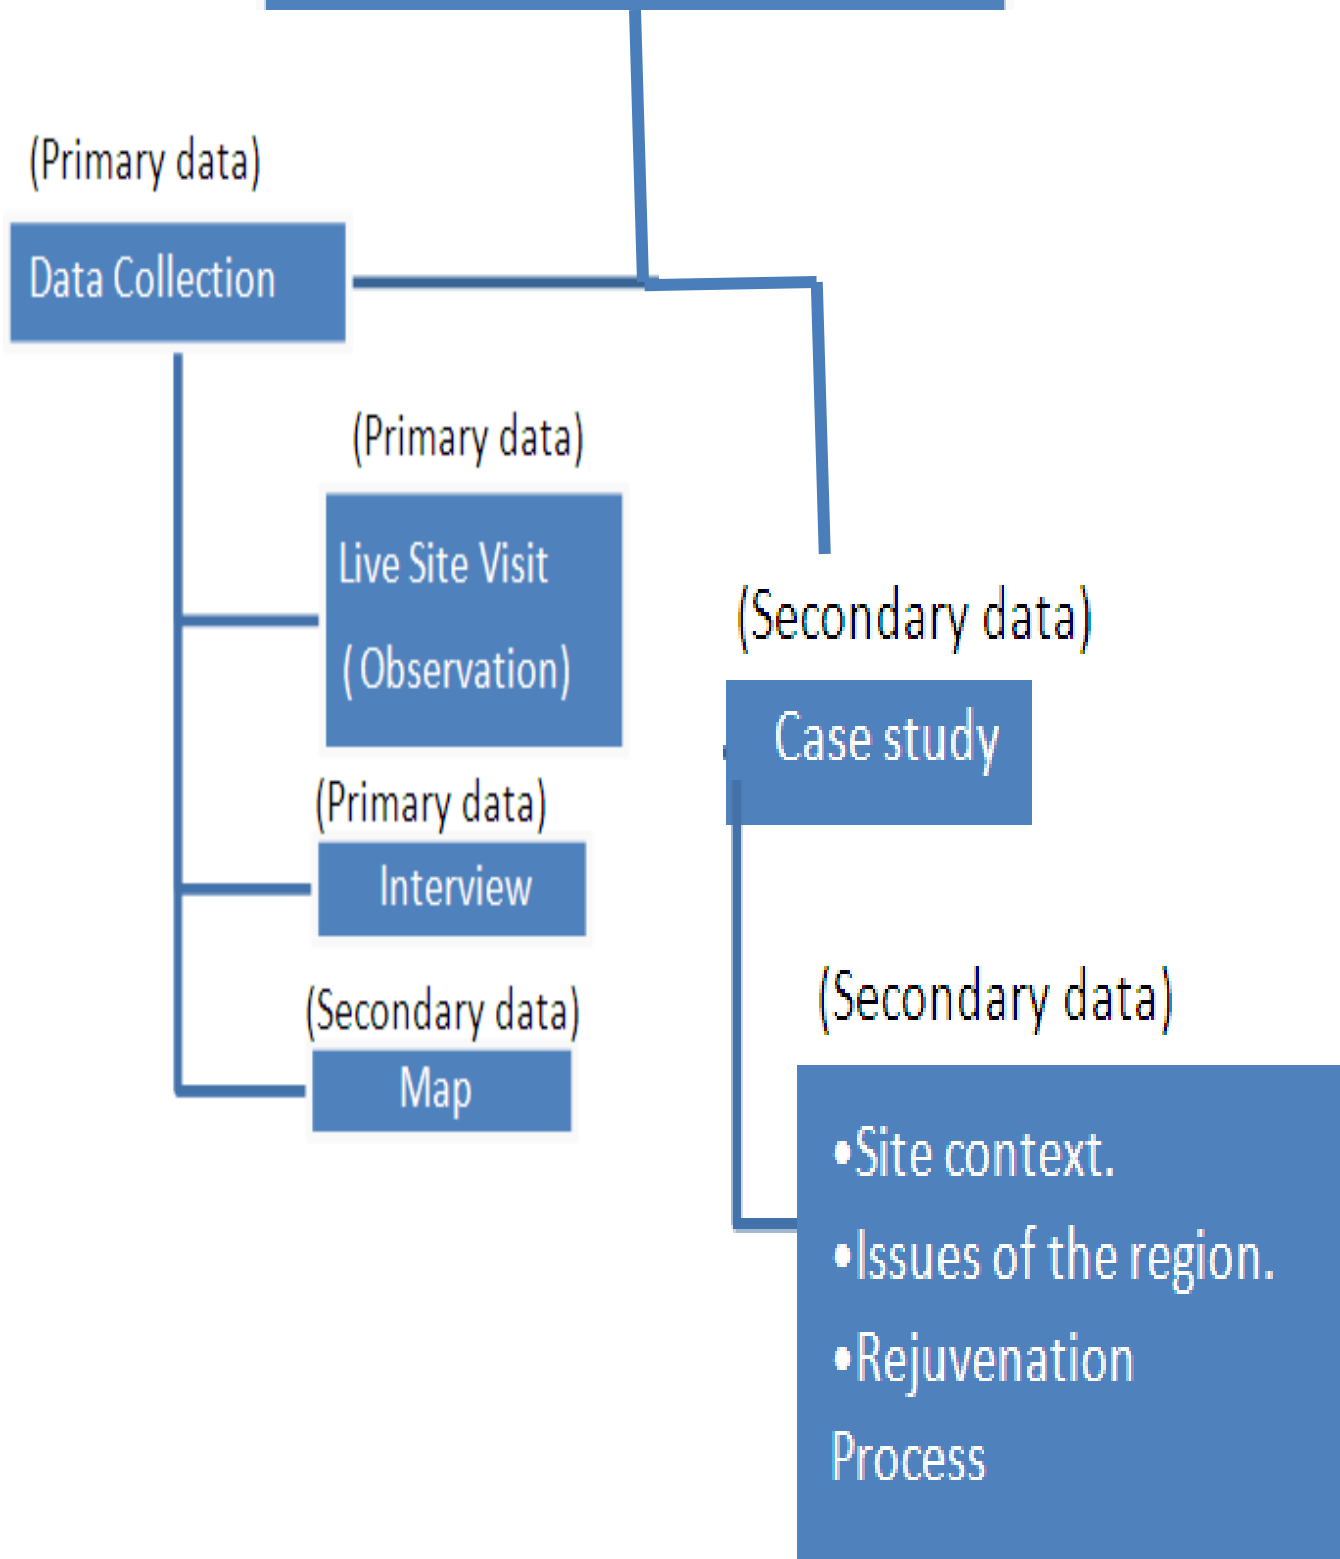 (Primary data)
Data Collection
(Primary data)
Live Site Visit
( Observation)
(Primary data)
Interview
(Secondary data)
Map
(Secondary data)
Case study
(Secondary data)
•Site context.
•Issues of the region.
•Rejuvenation
Process